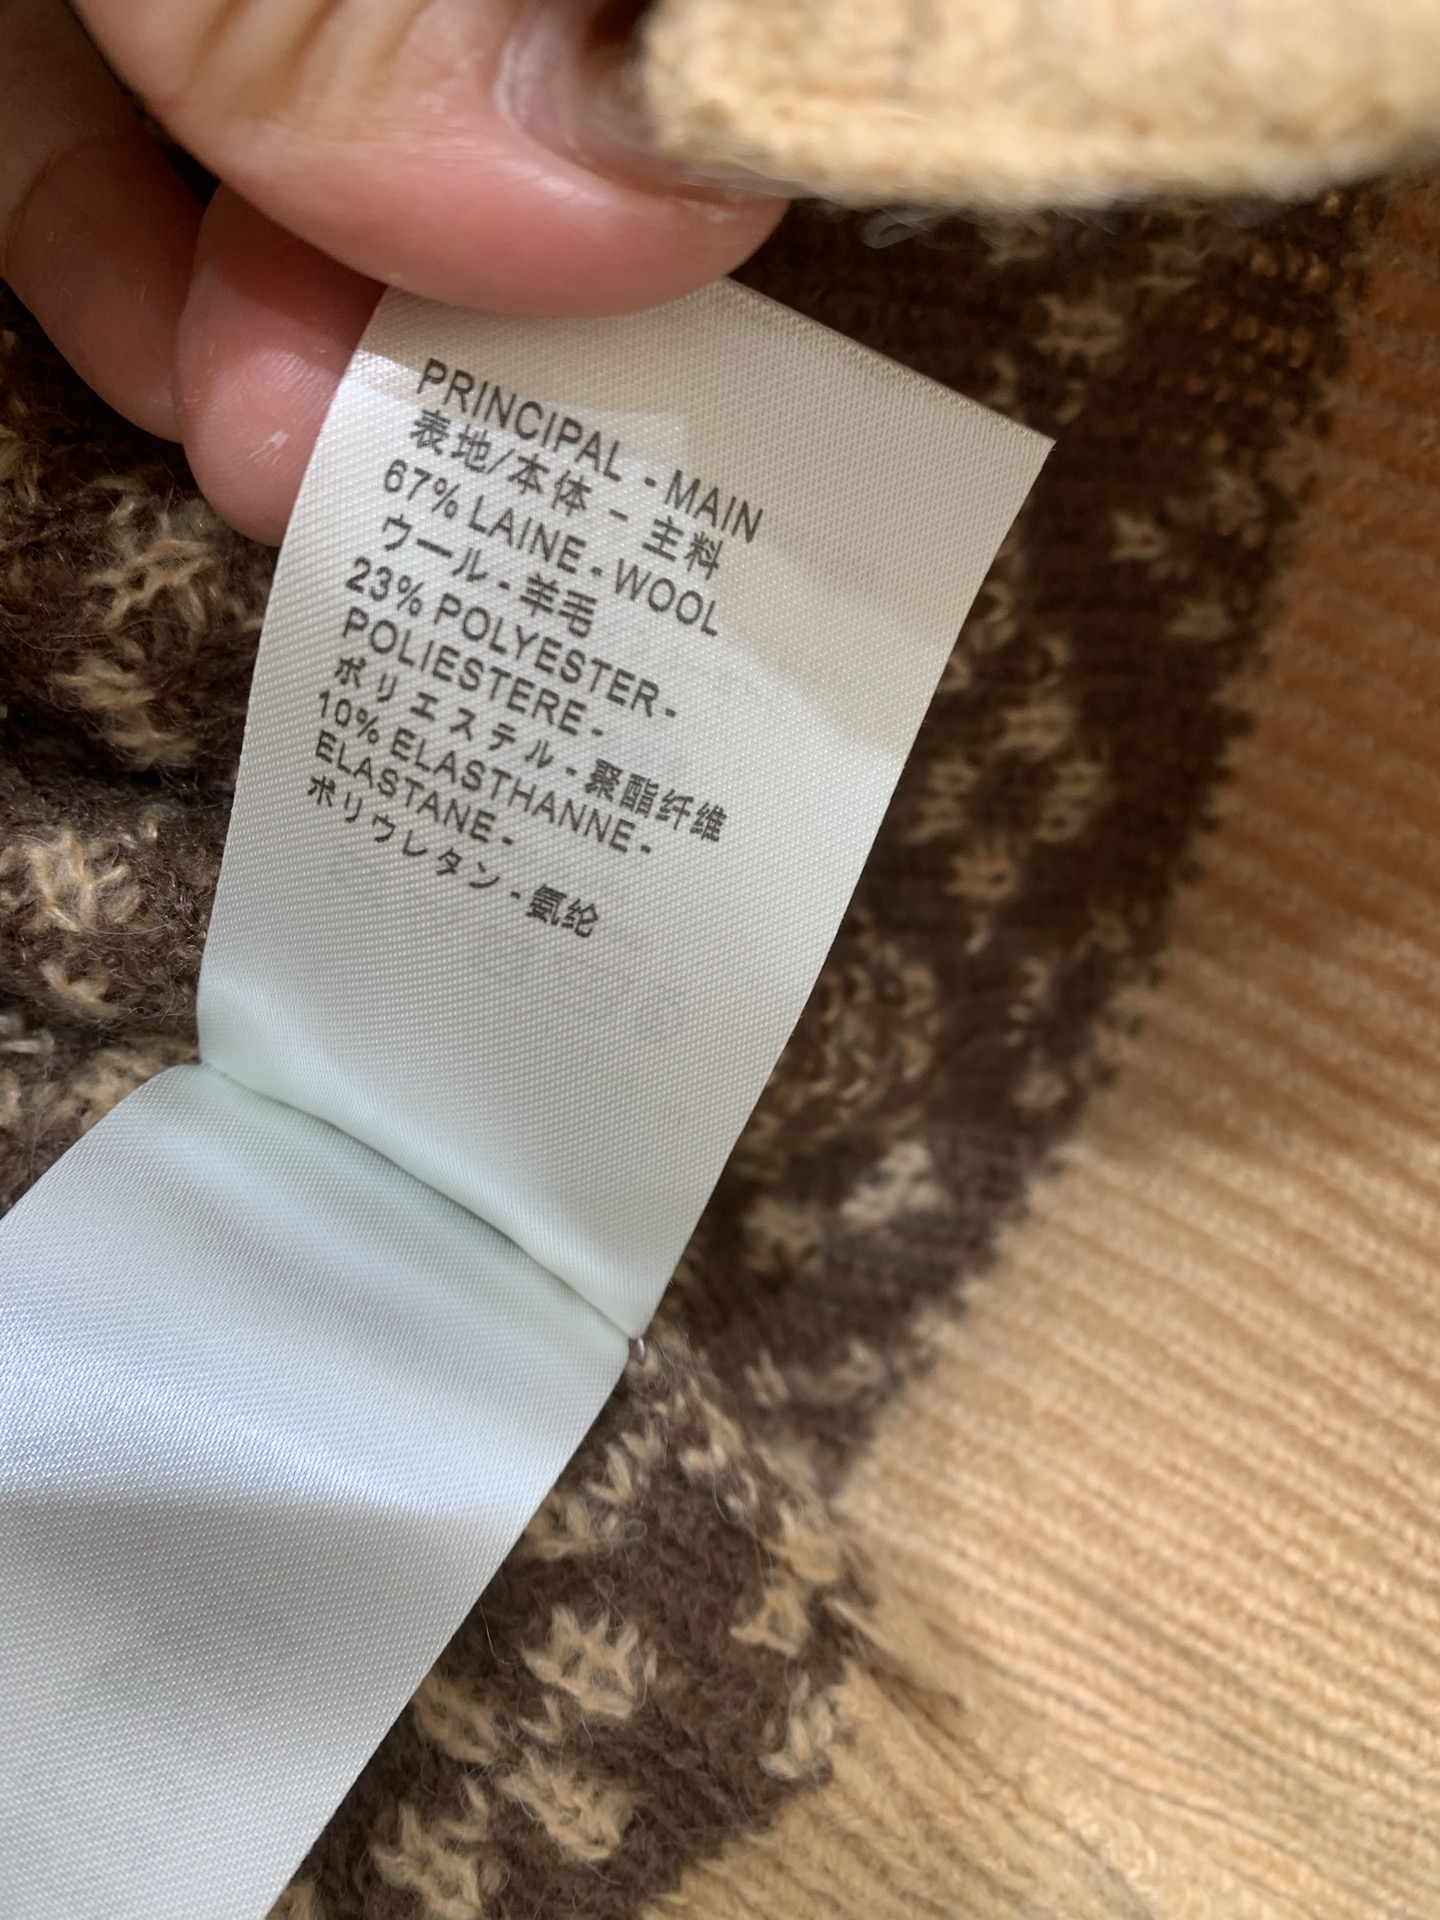 PRINCIPAL - MAIN
表地/本体 - 主料
67% LAINE - WOOL
ウール - 羊毛
23% POLYESTER -
POLIESTERE -
ポリエステル - 聚酯纤维
10% ELASTHANNE -
ELASTANE -
ポリウレタン - 氨纶